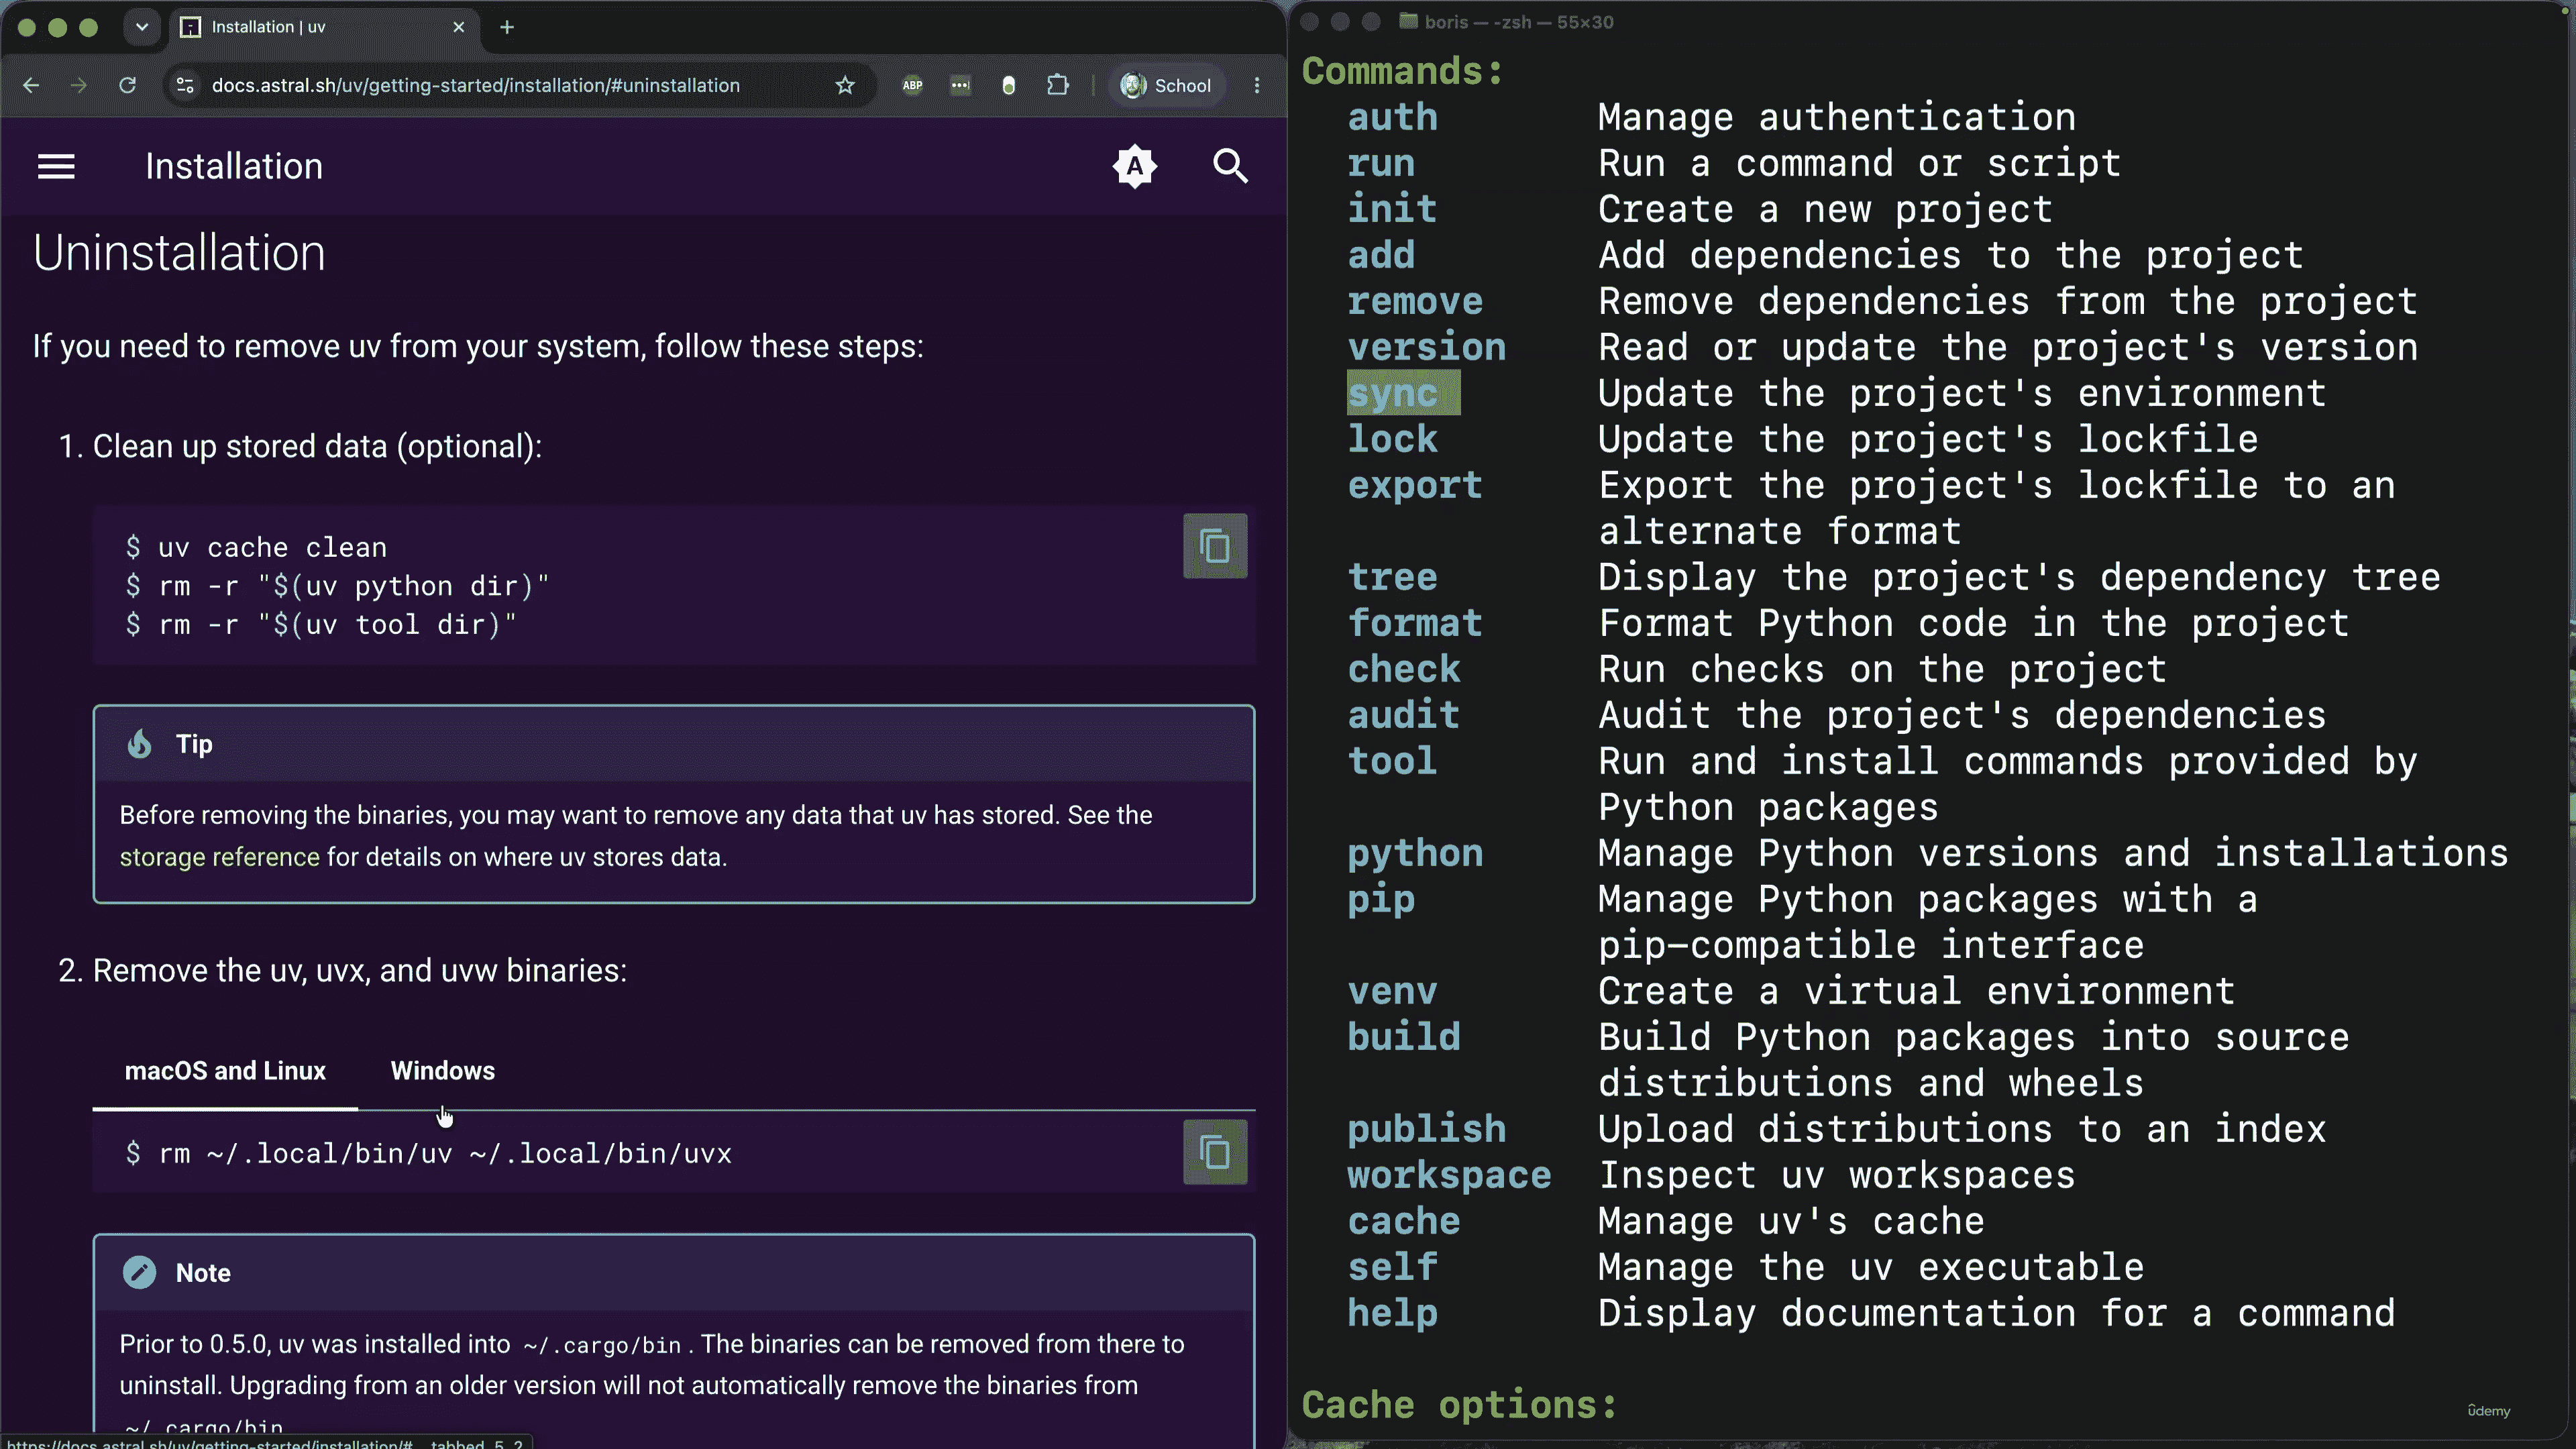 Installation | uv
docs.astral.sh/uv/getting-started/installation/#uninstallation
ABP
School
Installation
A
Uninstallation
If you need to remove uv from your system, follow these steps:
1. Clean up stored data (optional):
$ uv cache clean
$ rm -r "$(uv python dir)"
$ rm -r "$(uv tool dir)"
Tip
Before removing the binaries, you may want to remove any data that uv has stored. See the
storage reference for details on where uv stores data.
2. Remove the uv, uvx, and uvw binaries:
macOS and Linux Windows
$ rm ~/.local/bin/uv ~/.local/bin/uvx
Note
Prior to 0.5.0, uv was installed into ~/.cargo/bin . The binaries can be removed from there to
uninstall. Upgrading from an older version will not automatically remove the binaries from
~/.cargo/bin
https://docs.astral.sh/uv/getting-started/installation/#__tabbed_5_2
boris — -zsh — 55×30
Commands:
auth Manage authentication
run Run a command or script
init Create a new project
add Add dependencies to the project
remove Remove dependencies from the project
version Read or update the project's version
sync Update the project's environment
lock Update the project's lockfile
export Export the project's lockfile to an
alternate format
tree Display the project's dependency tree
format Format Python code in the project
check Run checks on the project
audit Audit the project's dependencies
tool Run and install commands provided by
Python packages
python Manage Python versions and installations
pip Manage Python packages with a
pip-compatible interface
venv Create a virtual environment
build Build Python packages into source
distributions and wheels
publish Upload distributions to an index
workspace Inspect uv workspaces
cache Manage uv's cache
self Manage the uv executable
help Display documentation for a command
Cache options:
ûdemy